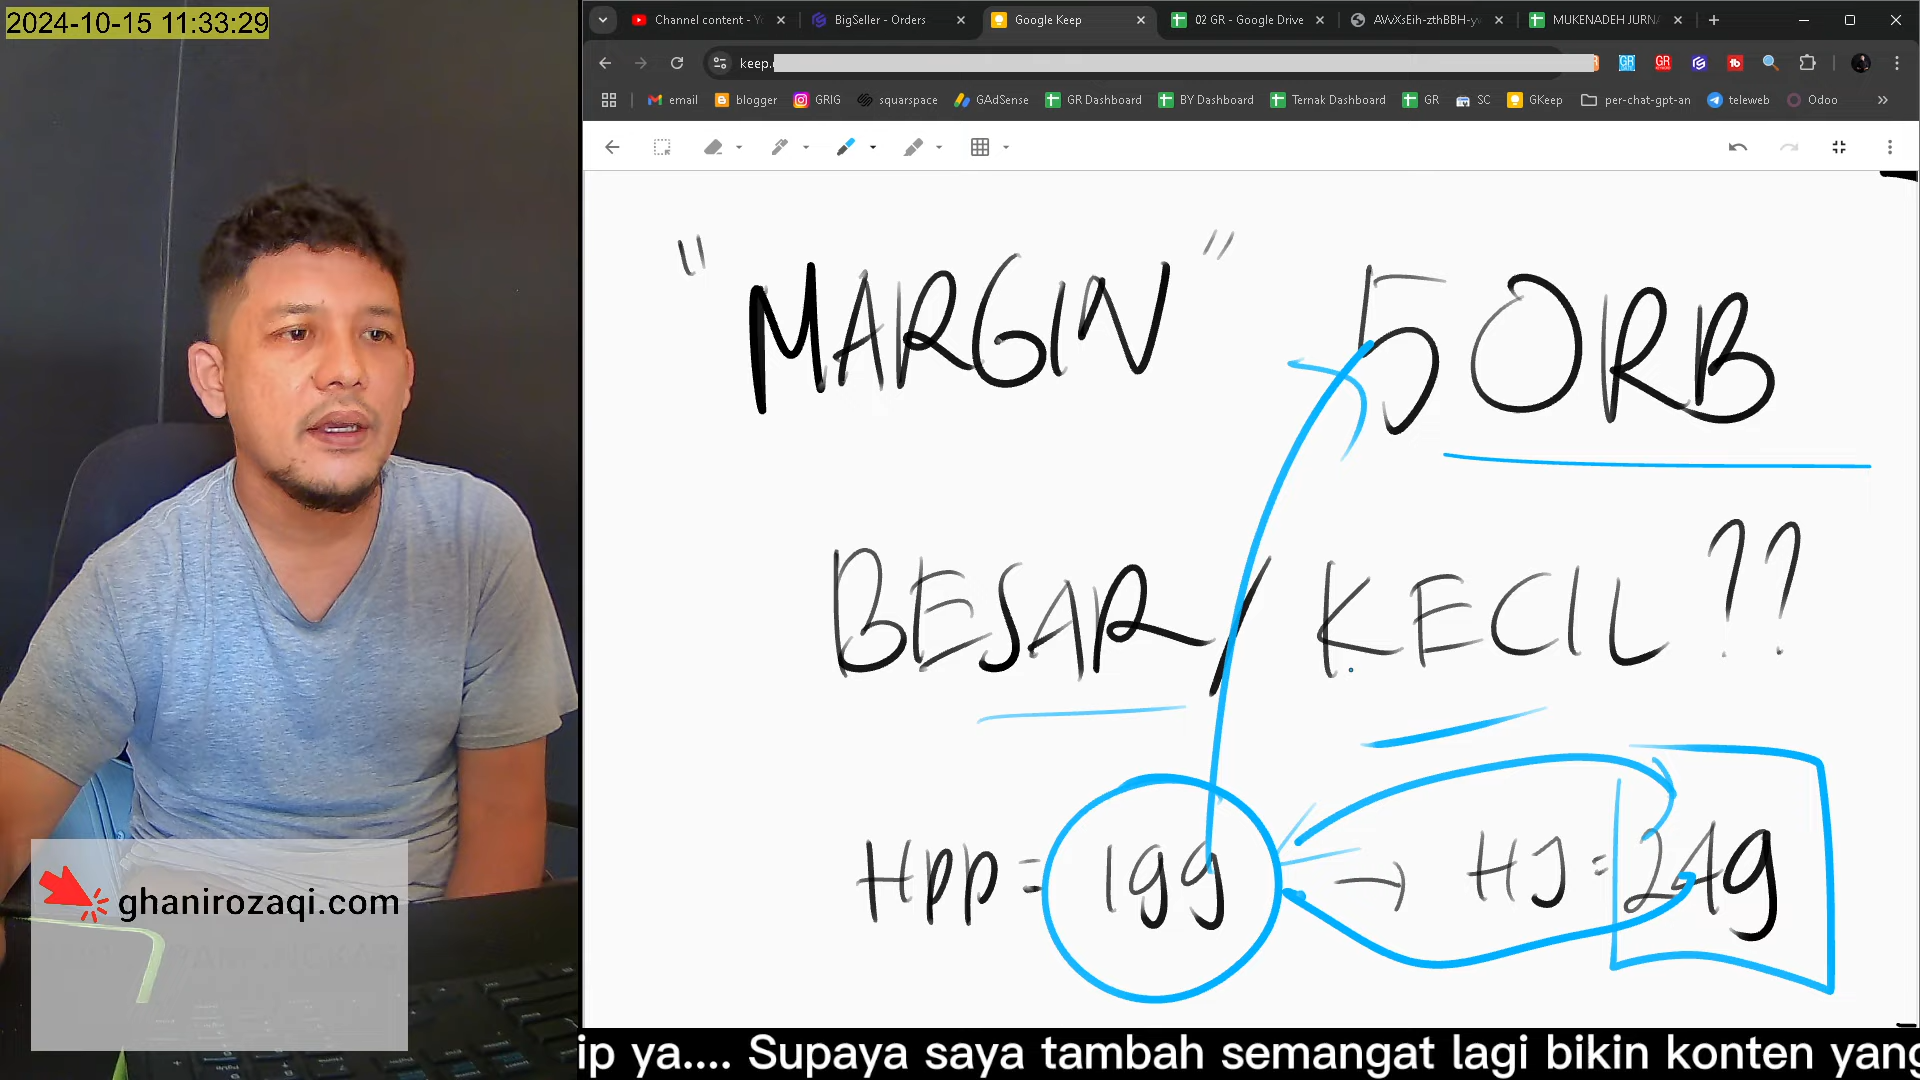 2024-10-15 11:33:29
Channel content -
BigSeller - Orders
Google Keep
02 GR - Google Drive
AVvXsEih-zthBBH-y
MUKENADEH JURN
keep.
email
blogger
GRIG
squarspace
GAdSense
GR Dashboard
BY Dashboard
Ternak Dashboard
GR
SC
GKeep
per-chat-gpt-an
teleweb
Odoo
"MARGIN" 50RB
BESAR / KECIL ??
HPP = 199 → HJ = 249
ghanirozaqi.com
ip ya.... Supaya saya tambah semangat lagi bikin konten yang